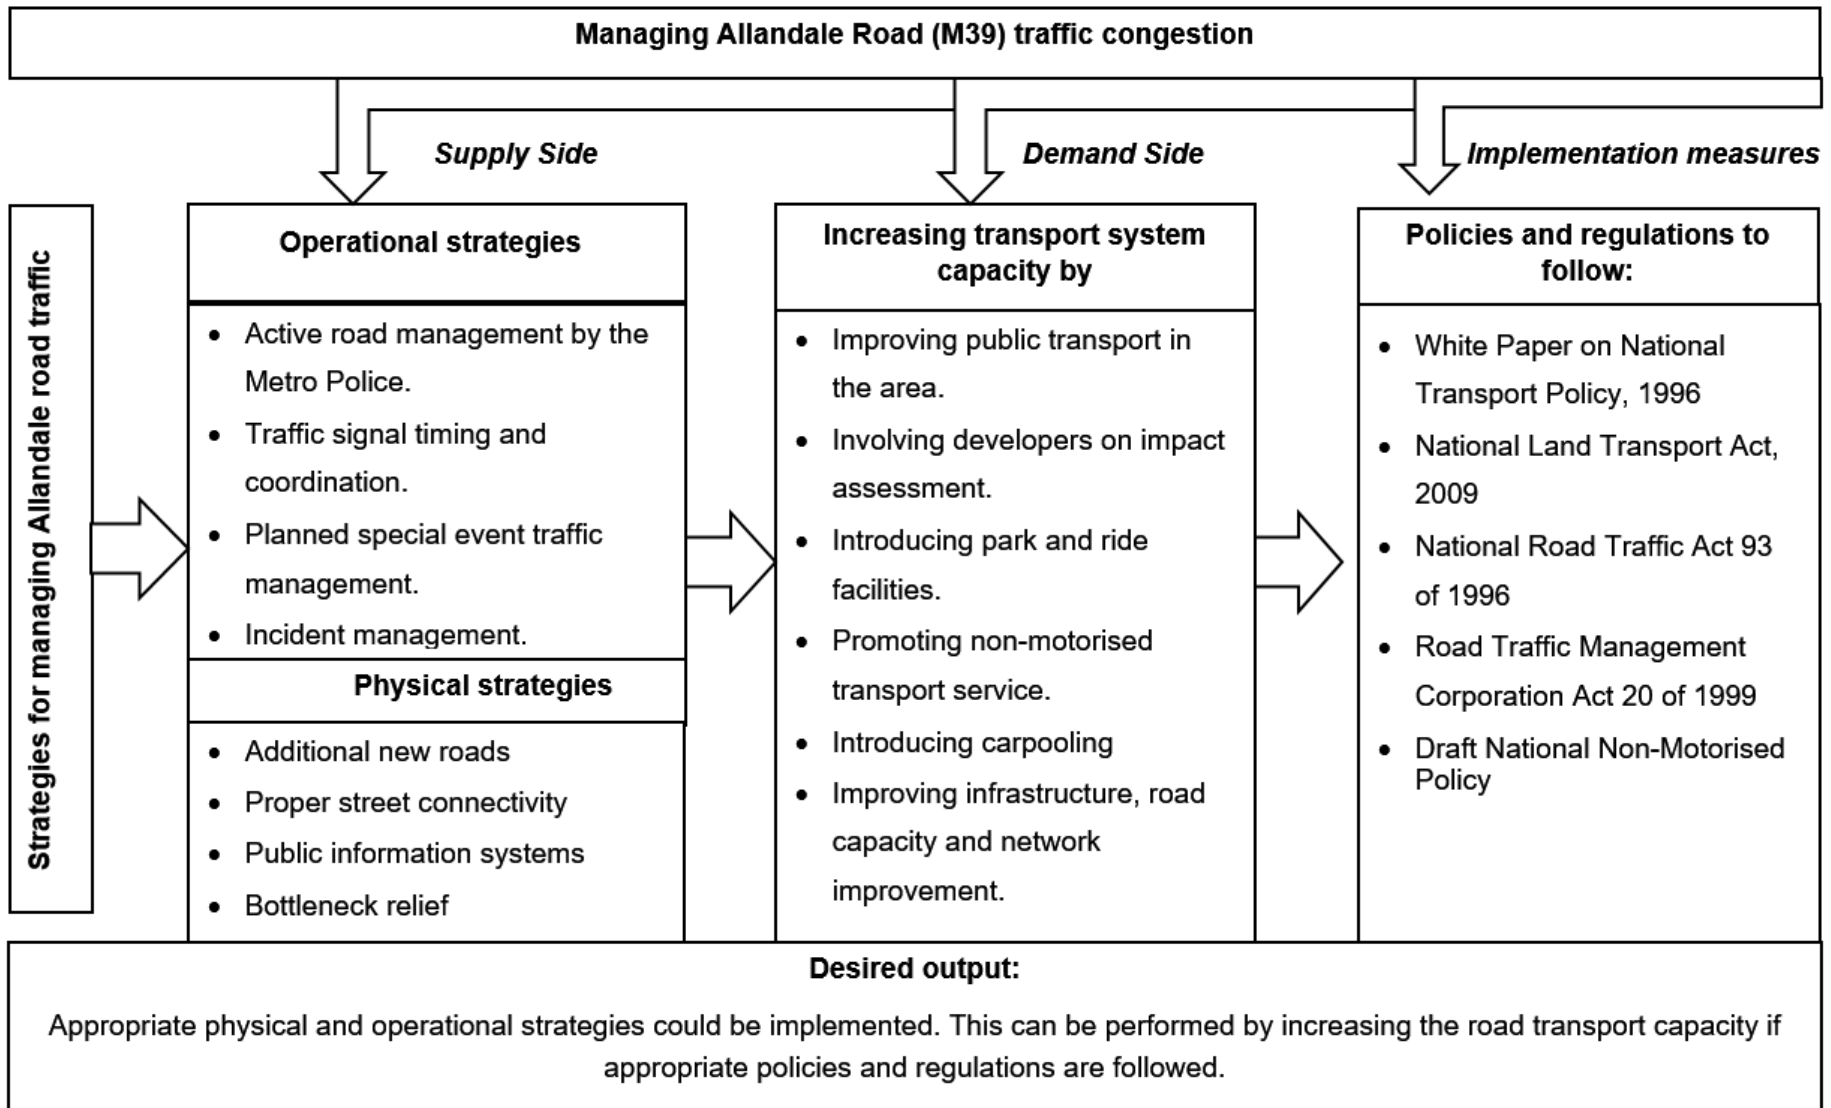 Managing Allandale Road (M39) traffic congestion
Supply Side
Demand Side
Implementation measures
Strategies for managing Allandale road traffic
Operational strategies
• Active road management by the
Metro Police.
• Traffic signal timing and
coordination.
• Planned special event traffic
management.
• Incident management.
Physical strategies
• Additional new roads
• Proper street connectivity
• Public information systems
• Bottleneck relief
Increasing transport system
capacity by
• Improving public transport in
the area.
• Involving developers on impact
assessment.
• Introducing park and ride
facilities.
• Promoting non-motorised
transport service.
• Introducing carpooling
• Improving infrastructure, road
capacity and network
improvement.
Policies and regulations to
follow:
• White Paper on National
Transport Policy, 1996
• National Land Transport Act,
2009
• National Road Traffic Act 93
of 1996
• Road Traffic Management
Corporation Act 20 of 1999
• Draft National Non-Motorised
Policy
Desired output:
Appropriate physical and operational strategies could be implemented. This can be performed by increasing the road transport capacity if
appropriate policies and regulations are followed.